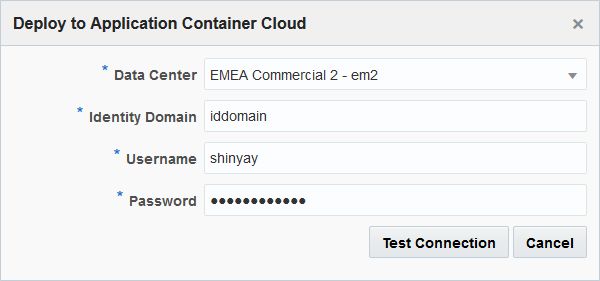 Deploy to Application Container Cloud ×
* Data Center EMEA Commercial 2 - em2
* Identity Domain iddomain
* Username shinyay
* Password ●●●●●●●●●●●●
Test Connection Cancel